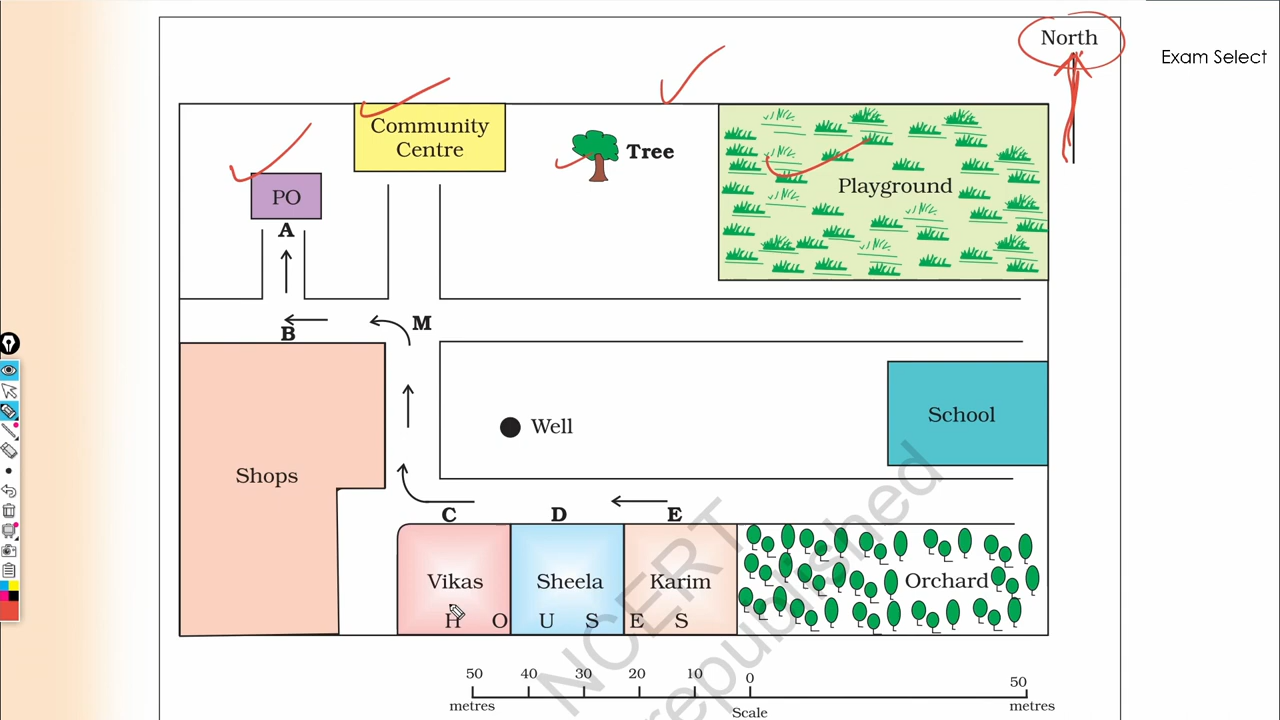 North
Exam Select
Community
Centre
Tree
PO
Playground
A
M
B
School
Well
Shops
C
D
E
Vikas
Sheela
Karim
Orchard
H O U S E S
NCERT
republished
50 40 30 20 10 0 50
metres Scale metres